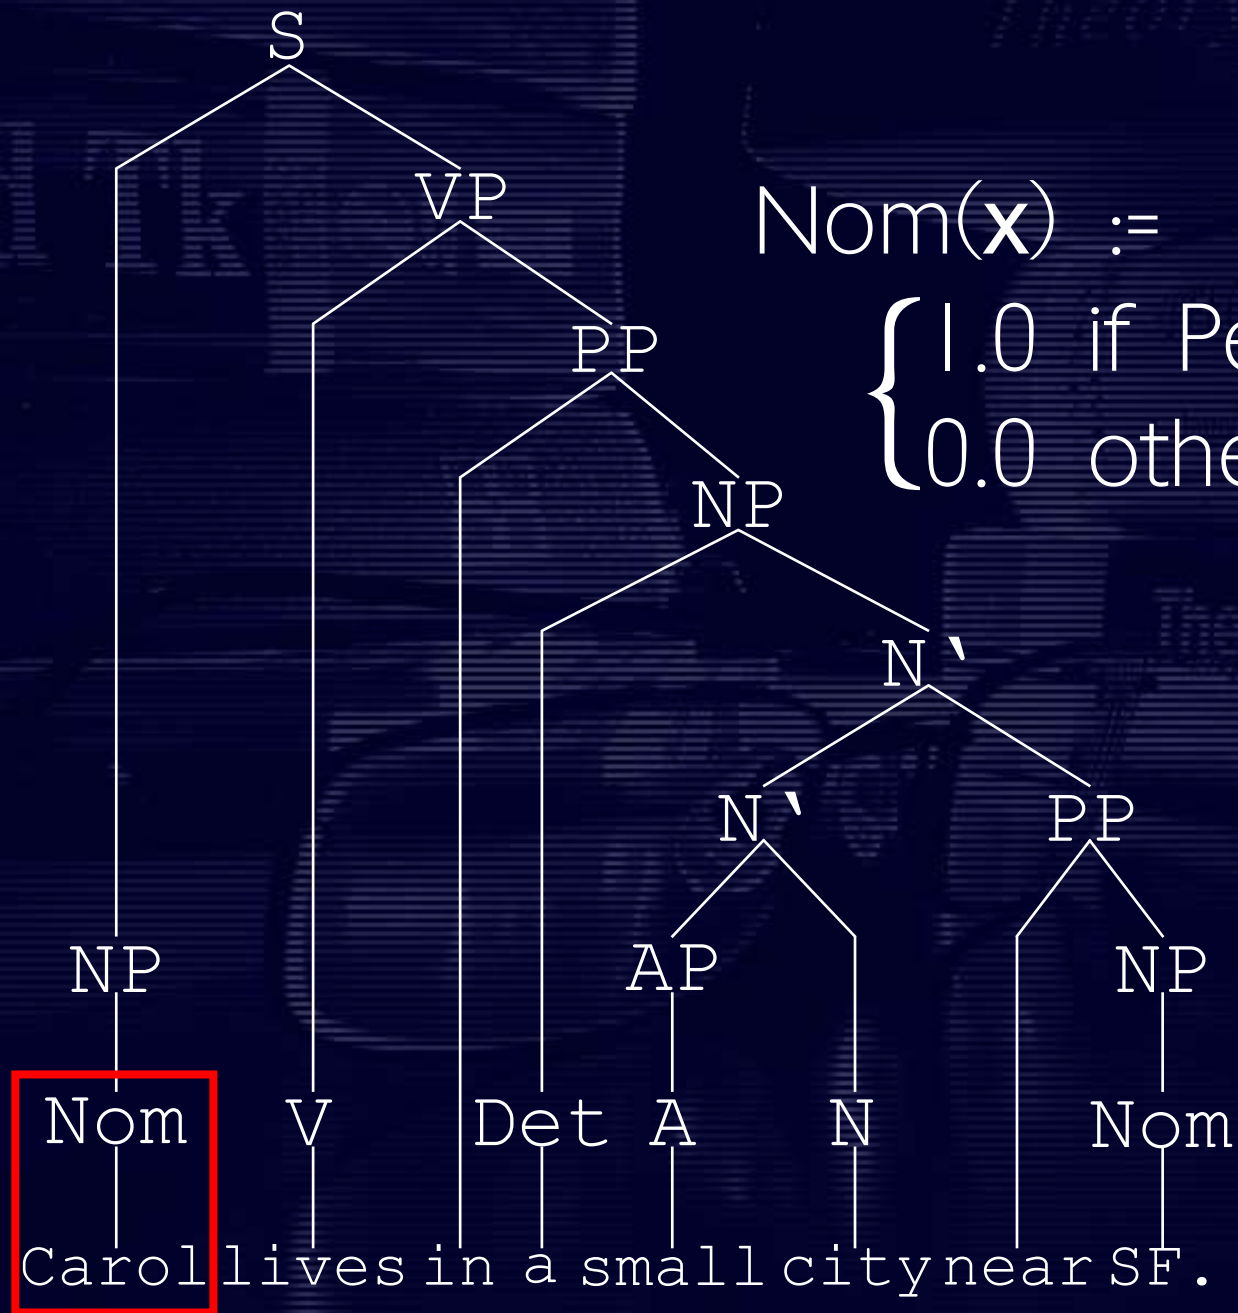 S
VP
Nom(x) :=
1.0 if Pe
PP
0.0 othe
NP
N`
N` PP
NP AP NP
Nom V Det A N Nom
Carol lives in a small city near SF.